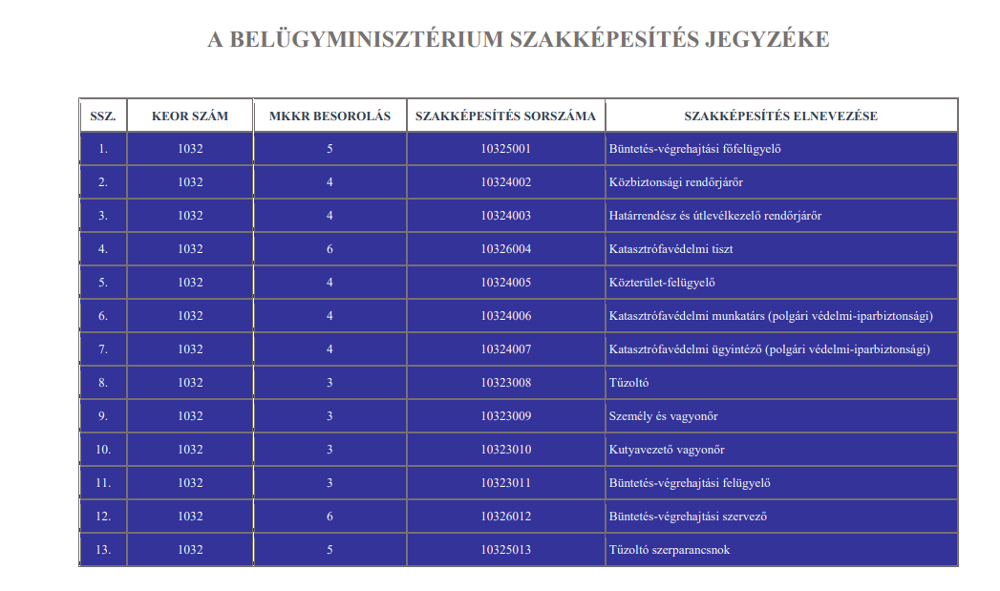 A BELÜGYMINISZTÉRIUM SZAKKÉPESÍTÉS JEGYZÉKE
SSZ. KEOR SZÁM MKKR BESOROLÁS SZAKKÉPESÍTÉS SORSZÁMA SZAKKÉPESÍTÉS ELNEVEZÉSE
1. 1032 5 10325001 Büntetés-végrehajtási főfelügyelő
2. 1032 4 10324002 Közbiztonsági rendőrjárőr
3. 1032 4 10324003 Határrendész és útlevélkezelő rendőrjárőr
4. 1032 6 10326004 Katasztrófavédelmi tiszt
5. 1032 4 10324005 Közterület-felügyelő
6. 1032 4 10324006 Katasztrófavédelmi munkatárs (polgári védelmi-iparbiztonsági)
7. 1032 4 10324007 Katasztrófavédelmi ügyintéző (polgári védelmi-iparbiztonsági)
8. 1032 3 10323008 Tűzoltó
9. 1032 3 10323009 Személy és vagyonőr
10. 1032 3 10323010 Kutyavezető vagyonőr
11. 1032 3 10323011 Büntetés-végrehajtási felügyelő
12. 1032 6 10326012 Büntetés-végrehajtási szervező
13. 1032 5 10325013 Tűzoltó szerparancsnok